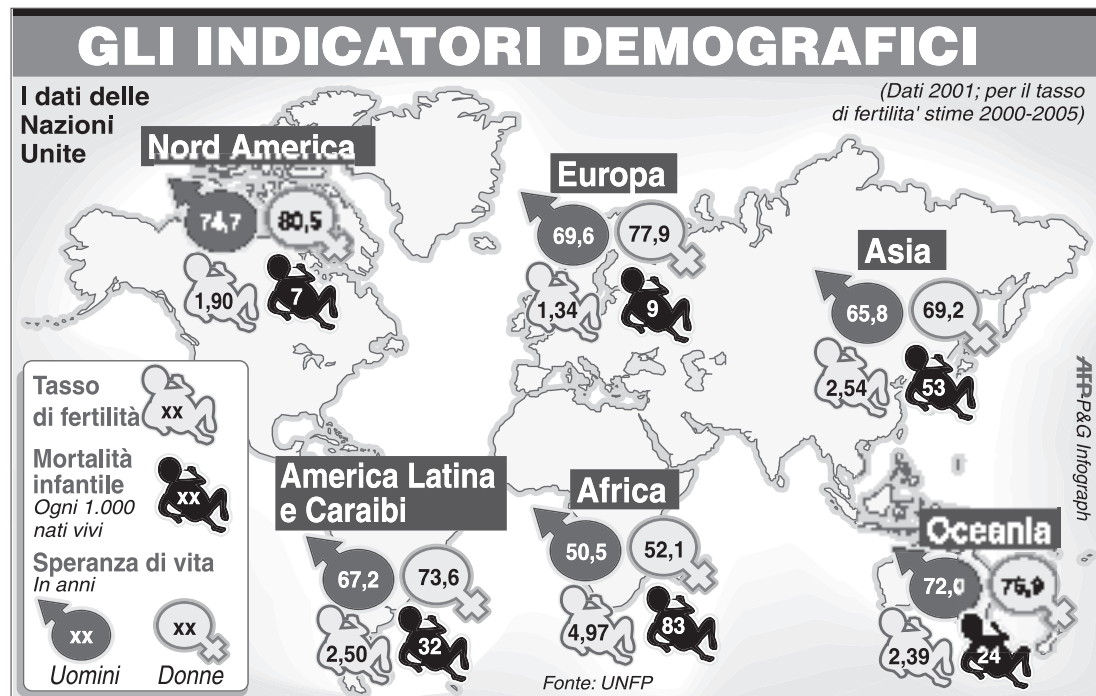 GLI INDICATORI DEMOGRAFICI
I dati delle
Nazioni
Unite
(Dati 2001; per il tasso
di fertilita' stime 2000-2005)
Nord America
74,7
80,5
1,90
7
Europa
69,6
77,9
1,34
9
Asia
65,8
69,2
2,54
53
Tasso
di fertilità
xx
Mortalità
infantile
Ogni 1.000
nati vivi
xx
Speranza di vita
In anni
xx
xx
Uomini
Donne
America Latina
e Caraibi
67,2
73,6
2,50
32
Africa
50,5
52,1
4,97
83
Oceania
72,0
2,39
24
Fonte: UNFP
AFP P&G Infograph